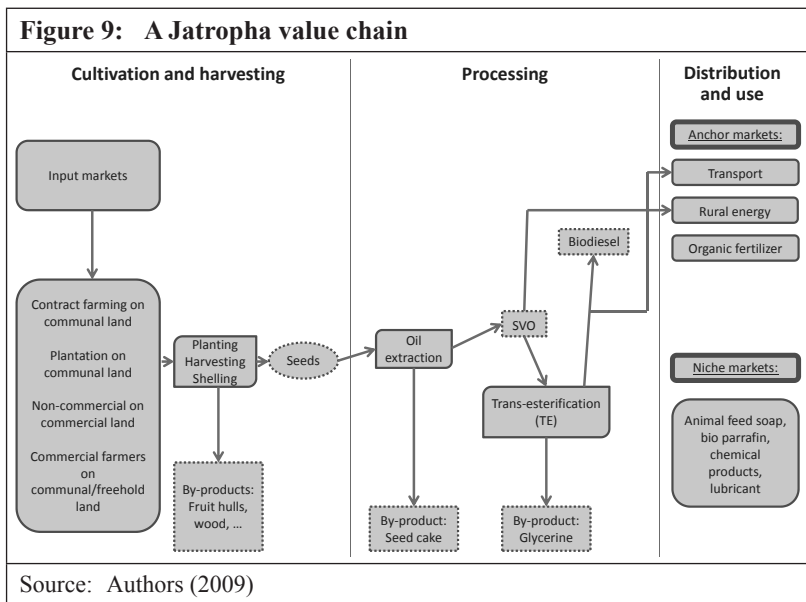 Figure 9: A Jatropha value chain
Cultivation and harvesting
Processing
Distribution
and use
Input markets
Contract farming on
communal land
Plantation on
communal land
Non-commercial on
commercial land
Commercial farmers
on
communal/freehold
land
Planting
Harvesting
Shelling
Seeds
By-products:
Fruit hulls,
wood, ...
Oil
extraction
SVO
Biodiesel
Trans-esterification
(TE)
By-product:
Seed cake
By-product:
Glycerine
Anchor markets:
Transport
Rural energy
Organic fertilizer
Niche markets:
Animal feed soap,
bio parrafin,
chemical
products,
lubricant
Source: Authors (2009)